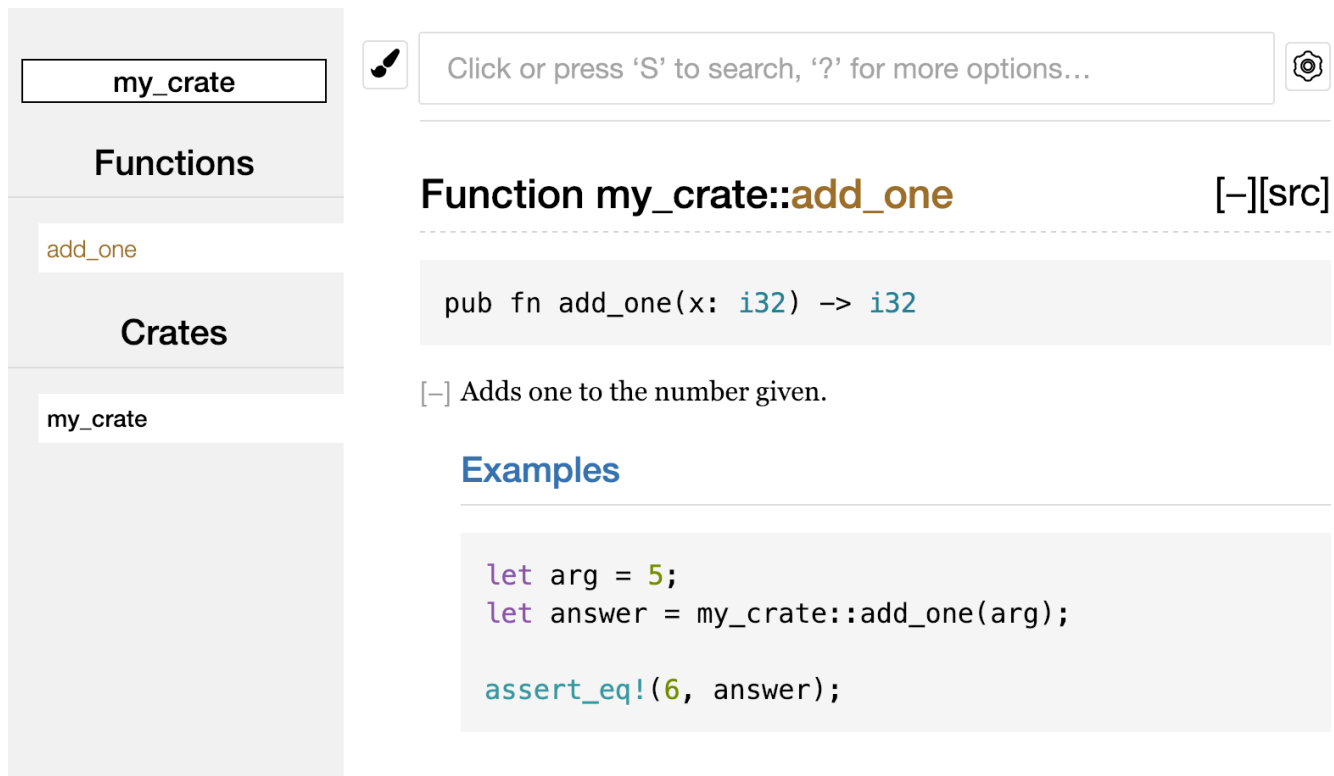 my_crate
Functions
add_one
Crates
my_crate
Click or press ‘S’ to search, ‘?’ for more options…
Function my_crate::add_one
[–][src]
pub fn add_one(x: i32) -> i32
[–] Adds one to the number given.
Examples
let arg = 5;
let answer = my_crate::add_one(arg);
assert_eq!(6, answer);